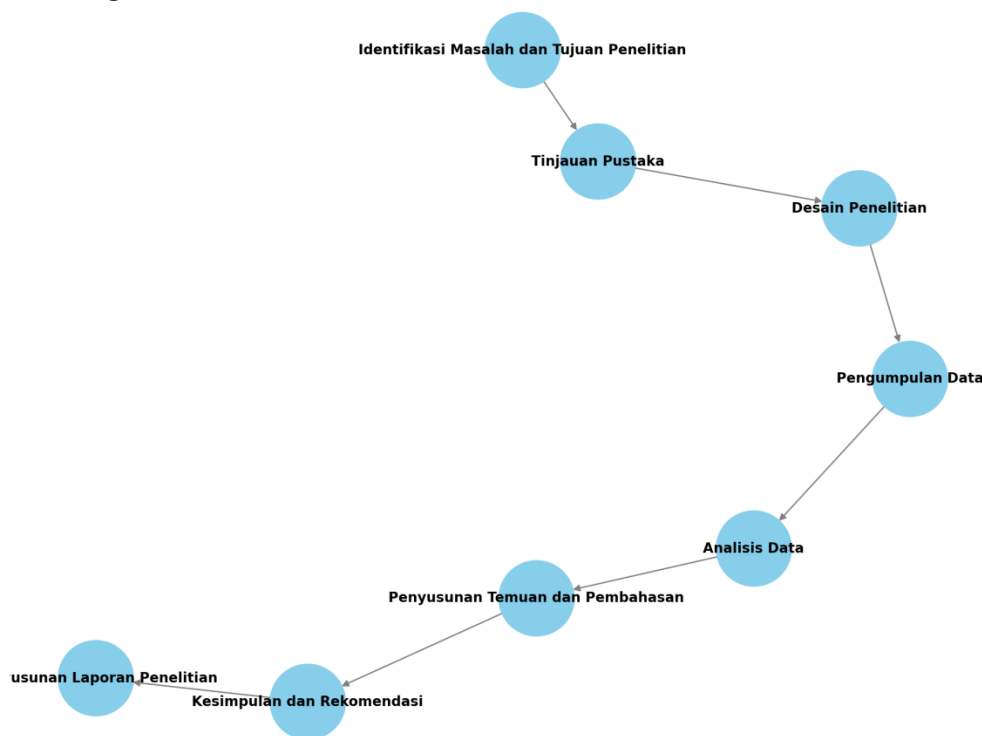 Identifikasi Masalah dan Tujuan Penelitian
Tinjauan Pustaka
Desain Penelitian
Pengumpulan Data
Analisis Data
Penyusunan Temuan dan Pembahasan
Kesimpulan dan Rekomendasi
usunan Laporan Penelitian